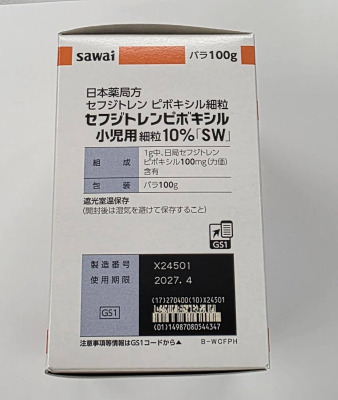 sawai バラ100g
日本薬局方
セフジトレン ピボキシル細粒
セフジトレンピボキシル
小児用細粒10%「SW」
組成 1g中、日局セフジトレン
ピボキシル100mg(力価)
含有
包装 バラ100g
遮光室温保存
(開封後は湿気を避けて保存すること)
GS1
製造番号 X24501
使用期限 2027.4
GS1
(17)270400(10)X24501
(01)14987080544347
注意事項等情報はGS1コードから▲ B-WCFPH